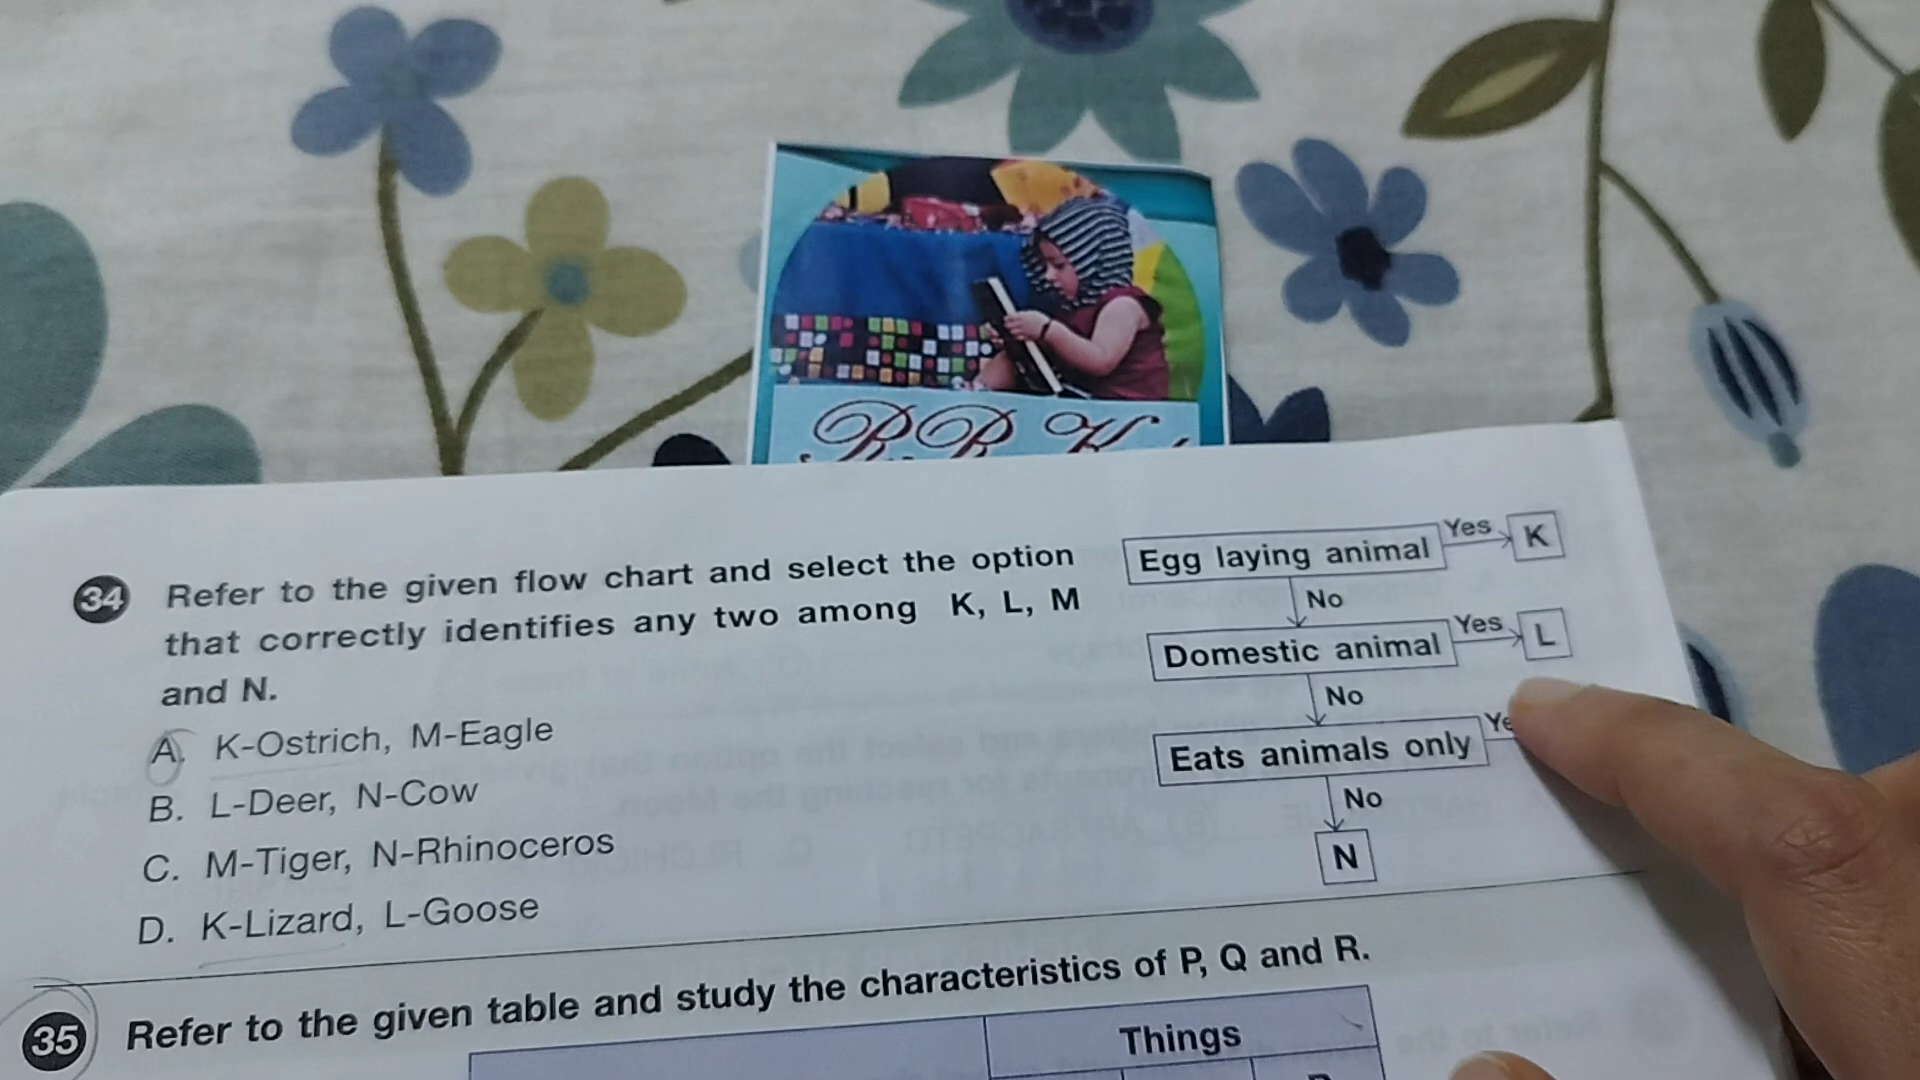 34 Refer to the given flow chart and select the option
that correctly identifies any two among K, L, M
and N.
A. K-Ostrich, M-Eagle
B. L-Deer, N-Cow
C. M-Tiger, N-Rhinoceros
D. K-Lizard, L-Goose
Egg laying animal Yes K
No
Domestic animal Yes L
No
Eats animals only
No
N
35 Refer to the given table and study the characteristics of P, Q and R.
Things